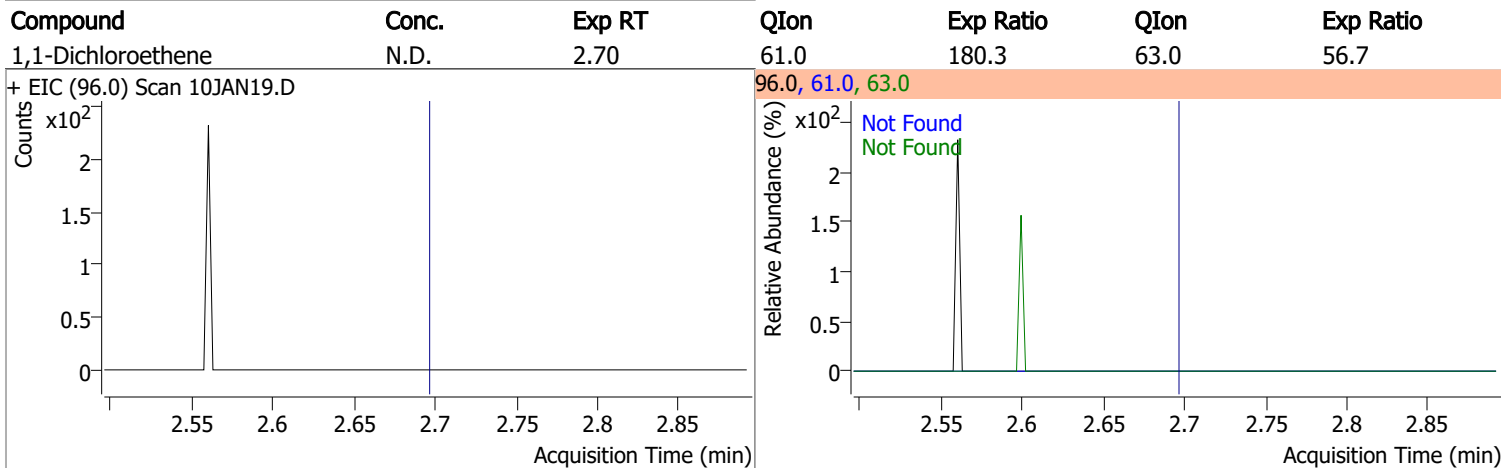 Compound Conc. Exp RT QIon Exp Ratio QIon Exp Ratio
1,1-Dichloroethene N.D. 2.70 61.0 180.3 63.0 56.7
+ EIC (96.0) Scan 10JAN19.D
Counts
x10²
2
1.5
1
0.5
0
2.55 2.6 2.65 2.7 2.75 2.8 2.85
Acquisition Time (min)
96.0, 61.0, 63.0
Relative Abundance (%)
x10²
Not Found
Not Found
2
1.5
1
0.5
0
2.55 2.6 2.65 2.7 2.75 2.8 2.85
Acquisition Time (min)